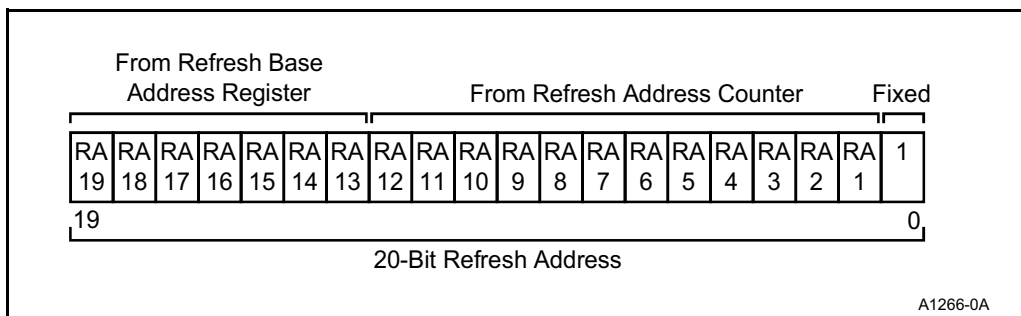 From Refresh Base
Address Register
From Refresh Address Counter
Fixed
RA RA RA RA RA RA RA RA RA RA RA RA RA RA RA RA RA RA RA 1
19 18 17 16 15 14 13 12 11 10 9 8 7 6 5 4 3 2 1
19 0
20-Bit Refresh Address
A1266-0A